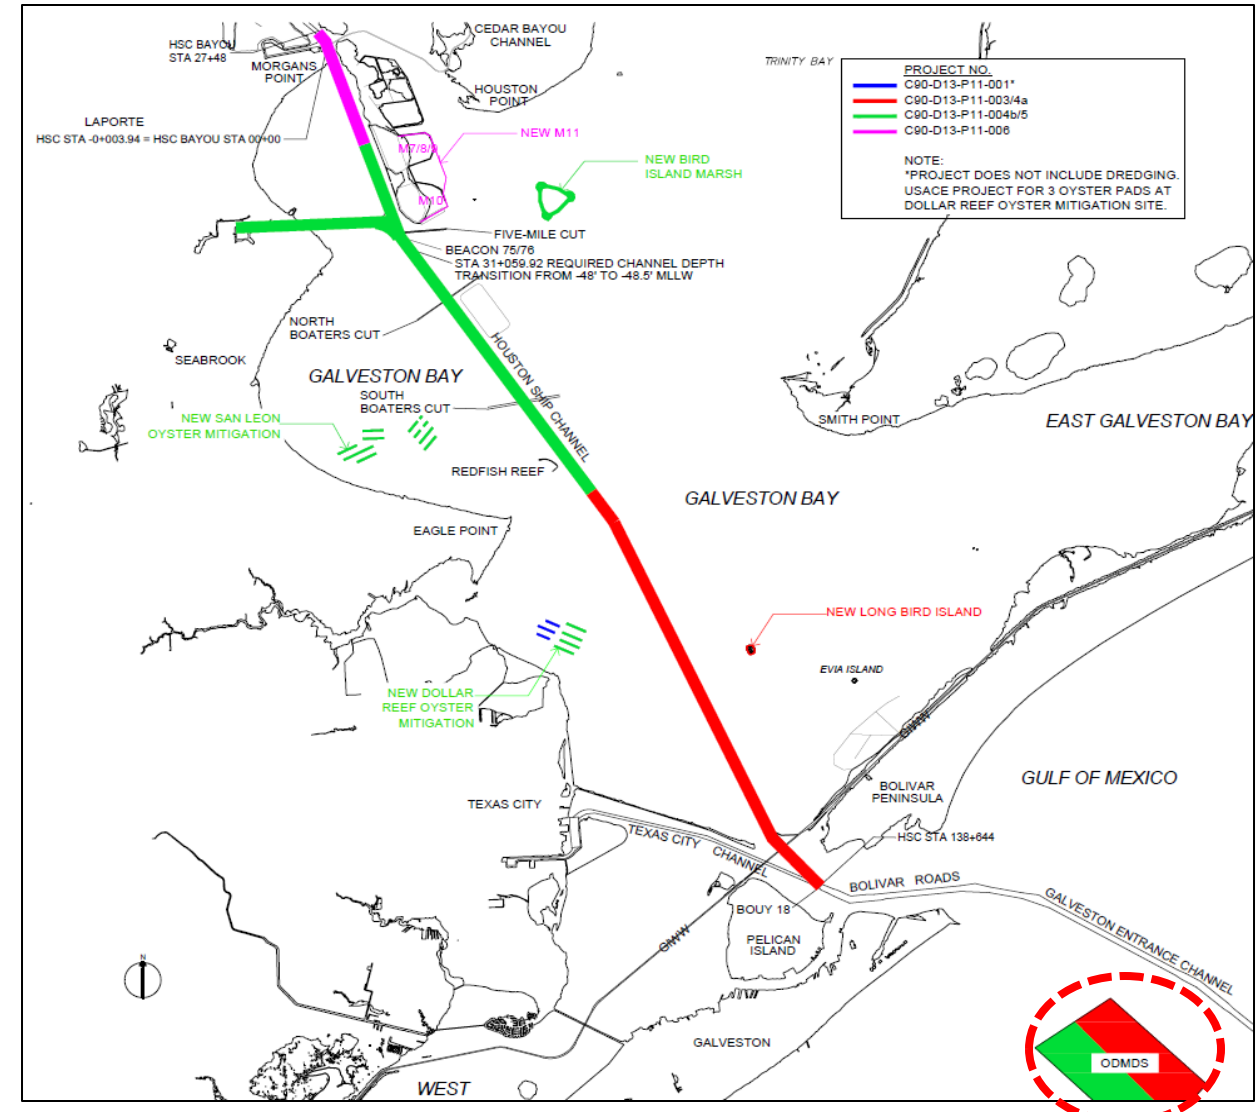 CEDAR BAYOU
CHANNEL
HSC BAYOU
STA 27+48
MORGANS
POINT
TRINITY BAY
PROJECT NO.
C90-D13-P11-001*
C90-D13-P11-003/4a
C90-D13-P11-004b/5
C90-D13-P11-006
NOTE:
*PROJECT DOES NOT INCLUDE DREDGING.
USACE PROJECT FOR 3 OYSTER PADS AT
DOLLAR REEF OYSTER MITIGATION SITE.
HOUSTON
POINT
LAPORTE
HSC STA -0+003.94 = HSC BAYOU STA 00+00
NEW M11
M7/8/9
NEW BIRD
ISLAND MARSH
M10
FIVE-MILE CUT
BEACON 75/76
STA 31+059.92 REQUIRED CHANNEL DEPTH
TRANSITION FROM -48' TO -48.5' MLLW
NORTH
BOATERS CUT
HOUSTON SHIP CHANNEL
SEABROOK
GALVESTON BAY
SOUTH
BOATERS CUT
NEW SAN LEON
OYSTER MITIGATION
SMITH POINT
EAST GALVESTON BAY
REDFISH REEF
GALVESTON BAY
EAGLE POINT
NEW LONG BIRD ISLAND
EVIA ISLAND
NEW DOLLAR
REEF OYSTER
MITIGATION
GIWW
GULF OF MEXICO
BOLIVAR
PENINSULA
TEXAS CITY
TEXAS CITY CHANNEL
HSC STA 138+644
BOLIVAR ROADS
BOUY 18
GALVESTON ENTRANCE CHANNEL
GIWW
PELICAN
ISLAND
N
GALVESTON
ODMDS
WEST